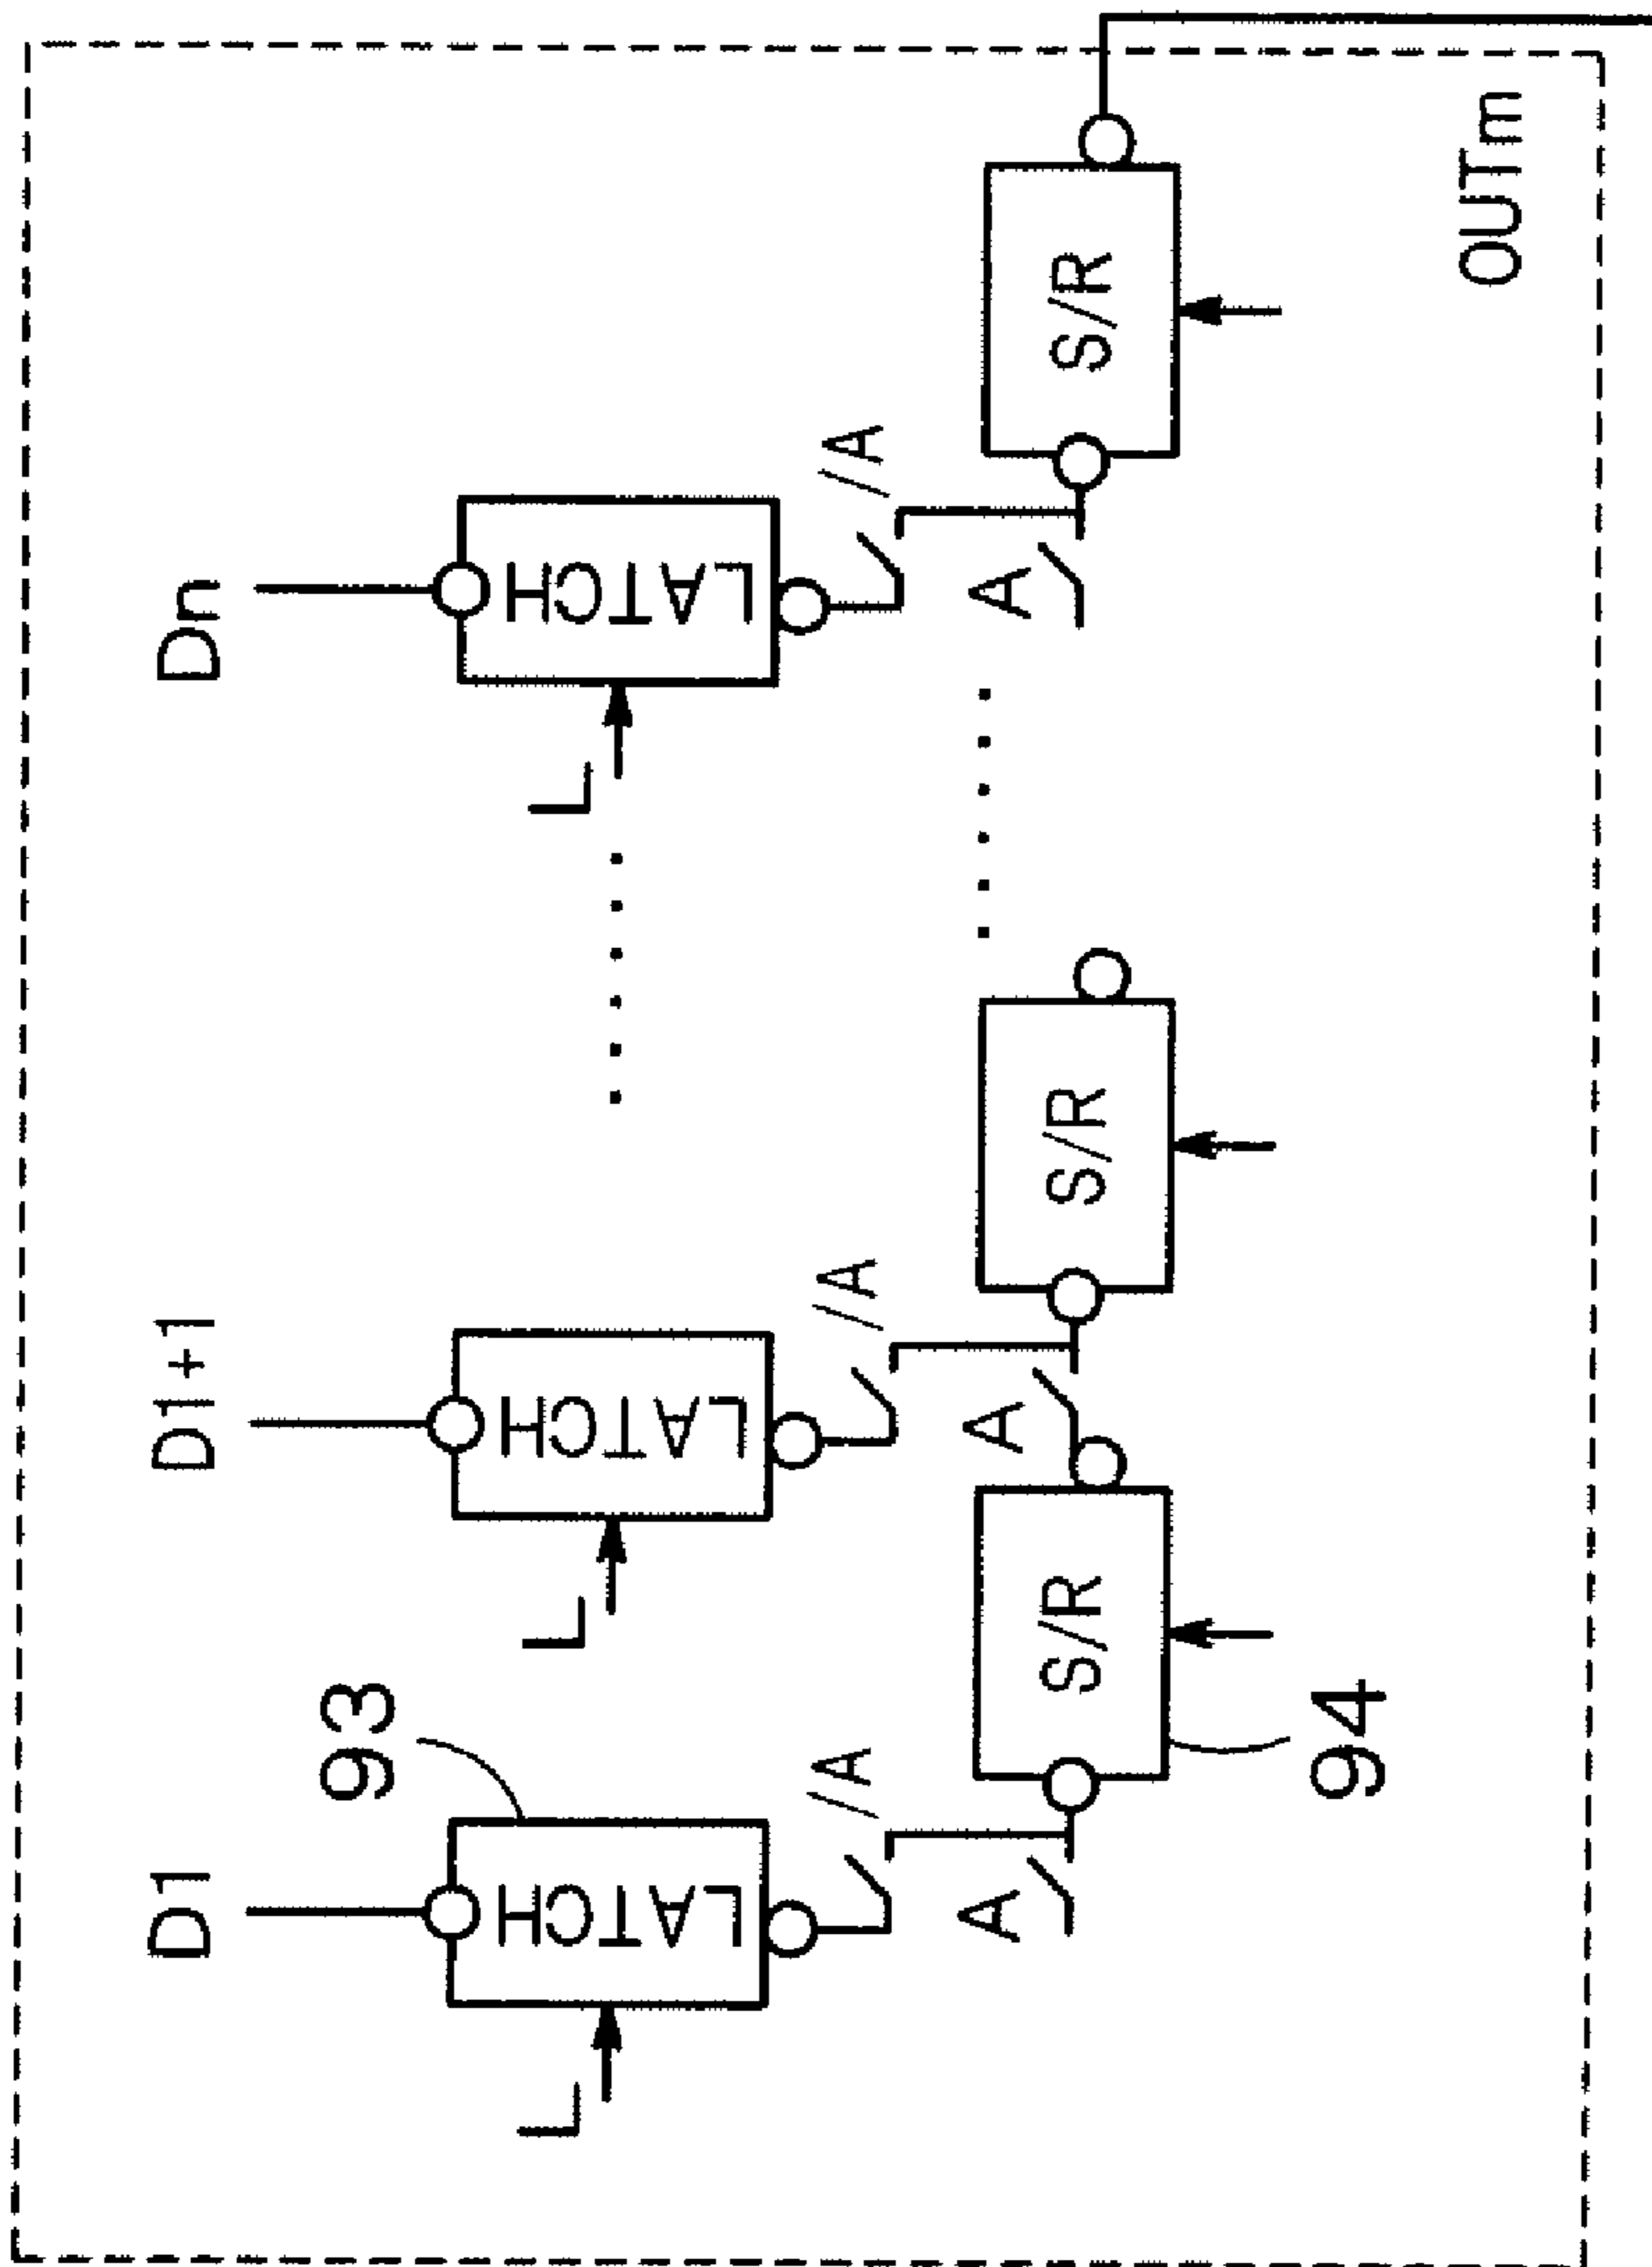 D1
D1+1
Dn
93
L
LATCH
L
LATCH
L
LATCH
/A
/A
/A
A
A
A
S/R
S/R
S/R
94
OUTm